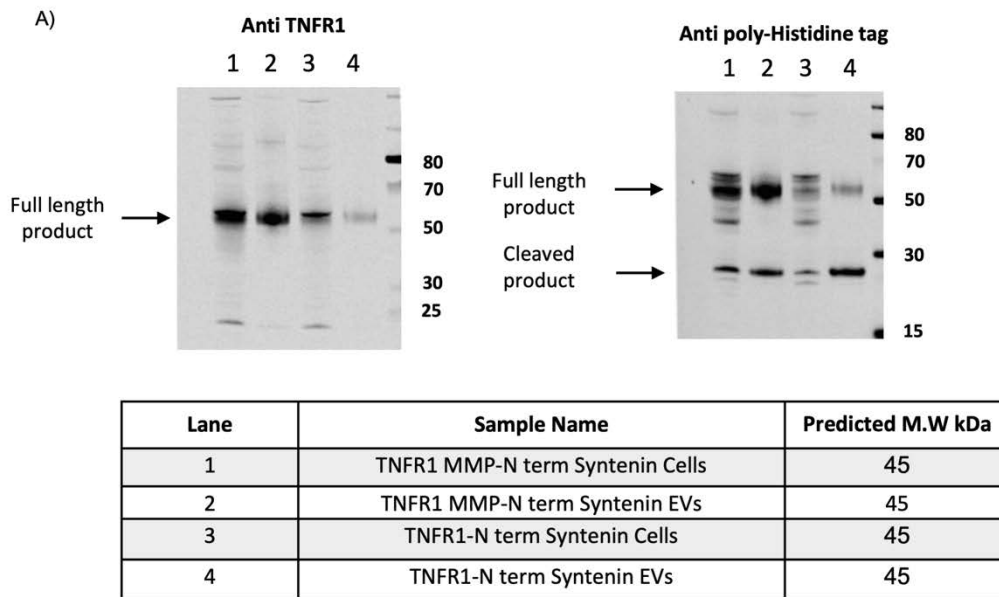 A)
Anti TNFR1
1 2 3 4
80
70
50
30
25
Full length
product
Anti poly-Histidine tag
1 2 3 4
80
70
50
30
15
Full length
product
Cleaved
product
Lane Sample Name Predicted M.W kDa
1 TNFR1 MMP-N term Syntenin Cells 45
2 TNFR1 MMP-N term Syntenin EVs 45
3 TNFR1-N term Syntenin Cells 45
4 TNFR1-N term Syntenin EVs 45